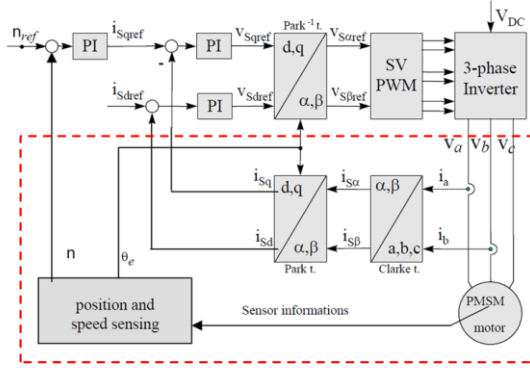 n_ref
i_Sqref
PI
-
PI
v_Sqref
Park⁻¹ t.
d,q
α,β
v_Sαref
v_Sβref
SV
PWM
V_DC
3-phase
Inverter
i_Sdref
PI
v_Sdref
V_a
V_b
V_c
i_Sq
d,q
α,β
Park t.
i_Sα
α,β
a,b,c
Clarke t.
i_a
i_Sd
i_Sβ
i_b
n
θ_e
position and
speed sensing
Sensor informations
PMSM
motor